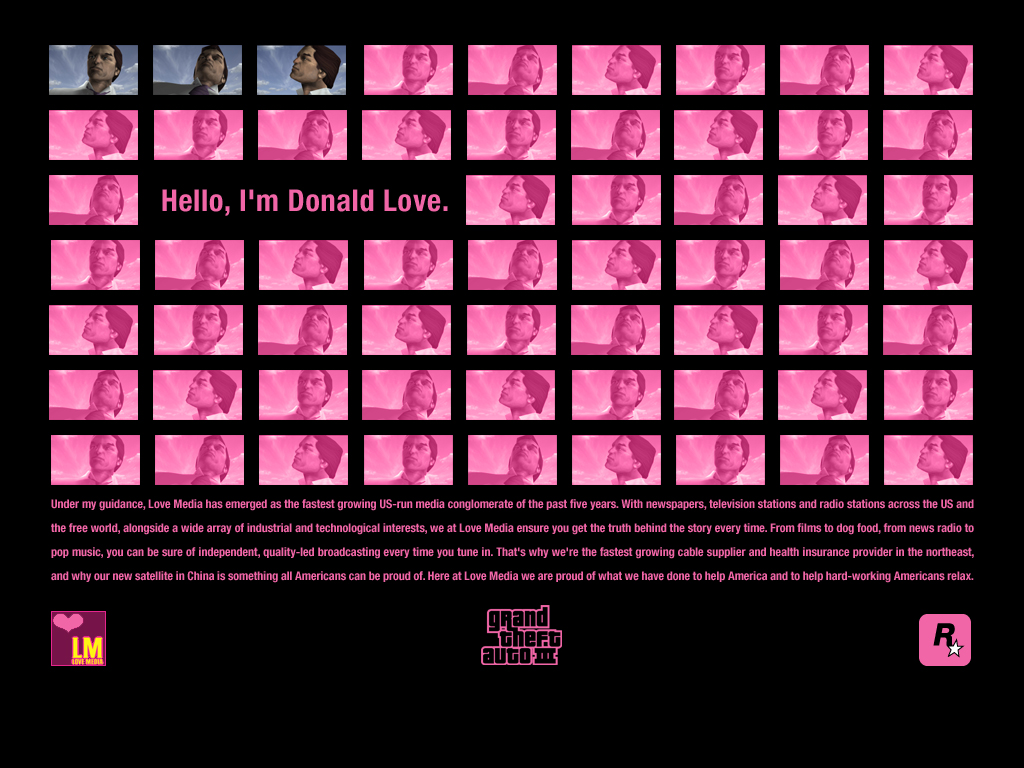 Hello, I'm Donald Love.
Under my guidance, Love Media has emerged as the fastest growing US-run media conglomerate of the past five years. With newspapers, television stations and radio stations across the US and
the free world, alongside a wide array of industrial and technological interests, we at Love Media ensure you get the truth behind the story every time. From films to dog food, from news radio to
pop music, you can be sure of independent, quality-led broadcasting every time you tune in. That's why we're the fastest growing cable supplier and health insurance provider in the northeast,
and why our new satellite in China is something all Americans can be proud of. Here at Love Media we are proud of what we have done to help America and to help hard-working Americans relax.
LM
LOVE MEDIA
grand
theft
auto III
R